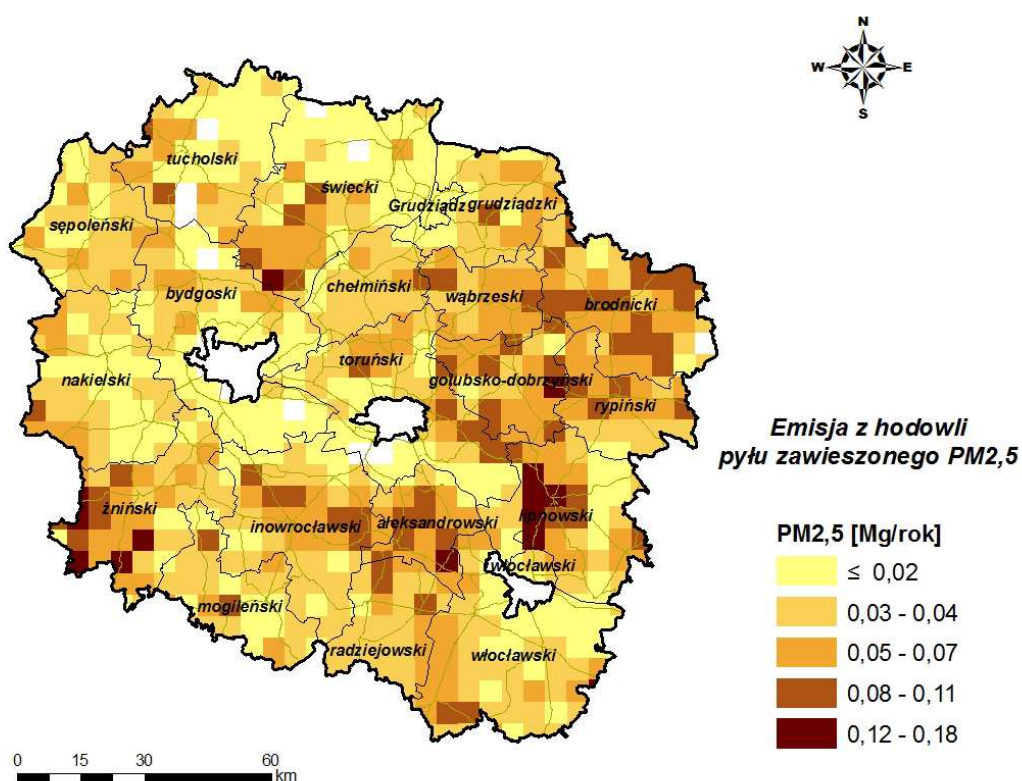 N
W E
S
tucholski
świecki
Grudziądz grudziądzki
sępoleński
bydgoski
chełmiński
wąbrzeski
brodnicki
toruński
nakielski
golubsko-dobrzyński
rypiński
Emisja z hodowli
pyłu zawieszonego PM2,5
żniński
inowrocławski
aleksandrowski
lipnowski
włocławski
mogileński
radziejowski
włocławski
PM2,5 [Mg/rok]
≤ 0,02
0,03 - 0,04
0,05 - 0,07
0,08 - 0,11
0,12 - 0,18
0 15 30 60
km